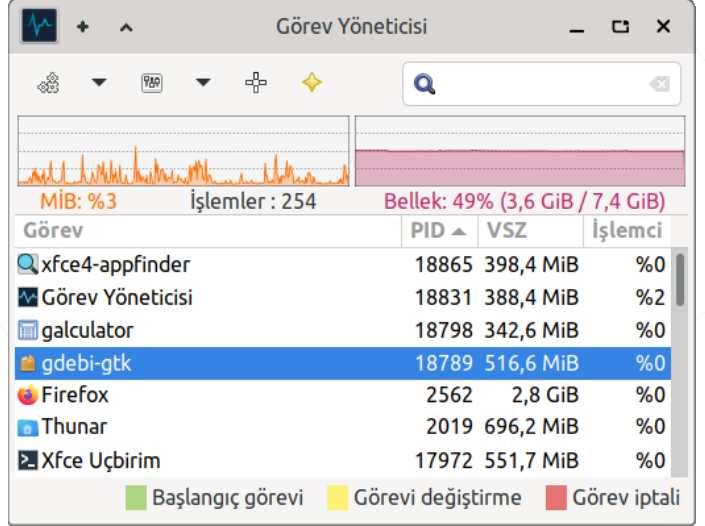 Görev Yöneticisi
MİB: %3 İşlemler : 254 Bellek: 49% (3,6 GiB / 7,4 GiB)
Görev PID VSZ İşlemci
xfce4-appfinder 18865 398,4 MiB %0
Görev Yöneticisi 18831 388,4 MiB %2
galculator 18798 342,6 MiB %0
gdebi-gtk 18789 516,6 MiB %0
Firefox 2562 2,8 GiB %0
Thunar 2019 696,2 MiB %0
Xfce Uçbirim 17972 551,7 MiB %0
Başlangıç görevi Görevi değiştirme Görev iptali